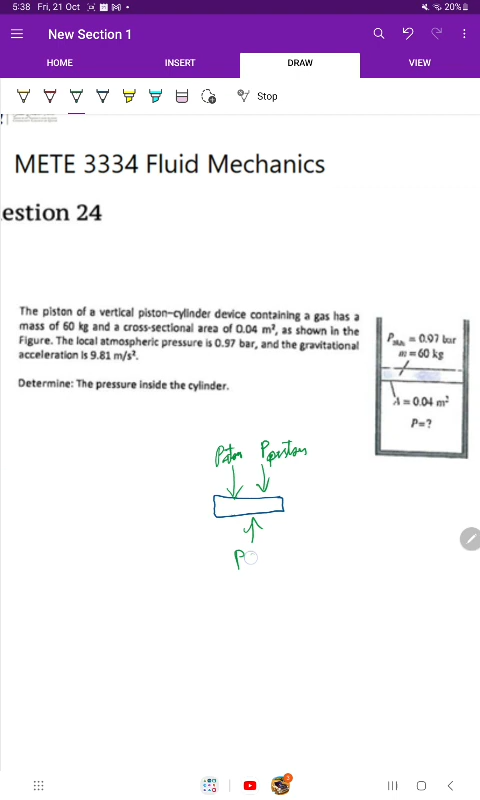 5:38 Fri, 21 Oct 20%
New Section 1
HOME INSERT DRAW VIEW
Stop
METE 3334 Fluid Mechanics
estion 24
The piston of a vertical piston-cylinder device containing a gas has a
mass of 60 kg and a cross-sectional area of 0.04 m², as shown in the
Figure. The local atmospheric pressure is 0.97 bar, and the gravitational
acceleration is 9.81 m/s².
Determine: The pressure inside the cylinder.
Patm = 0.97 bar
m = 60 kg
A = 0.04 m²
P = ?
Patm Ppiston
P